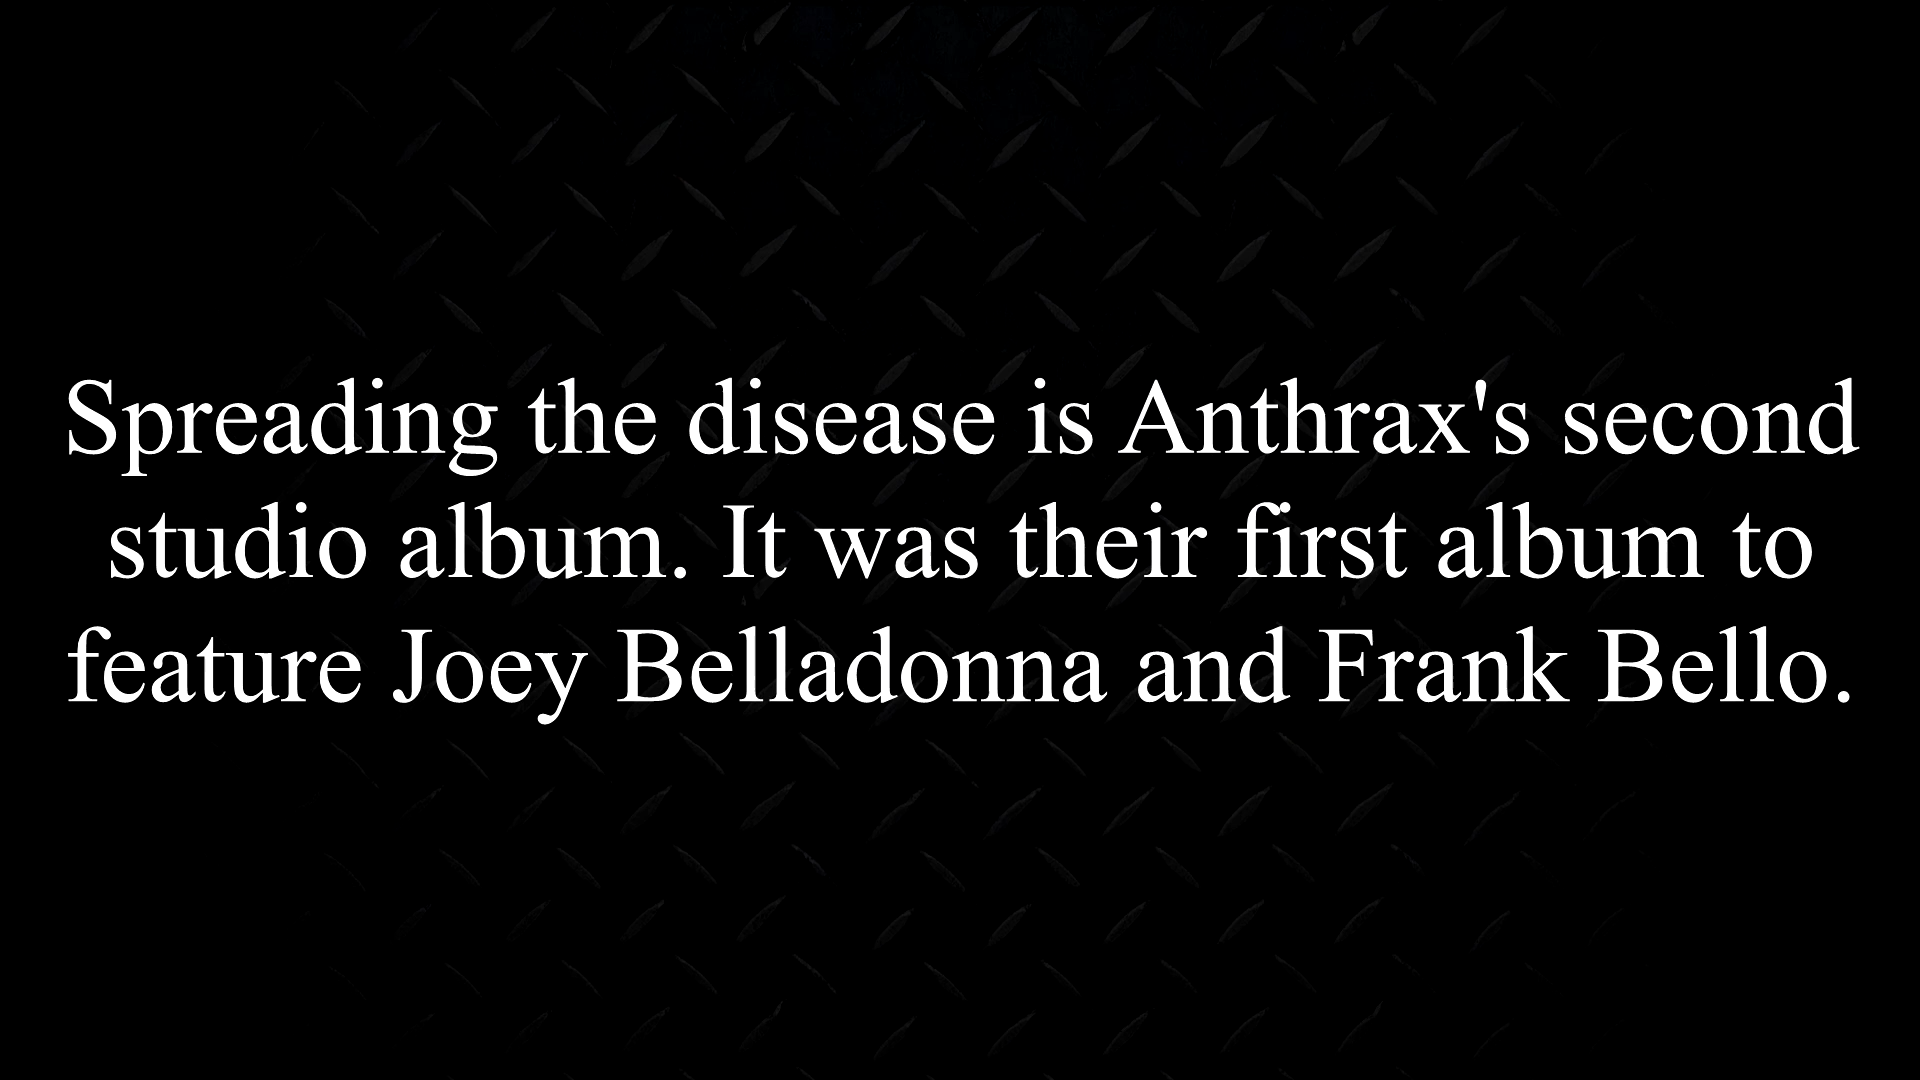 Spreading the disease is Anthrax's second
studio album. It was their first album to
feature Joey Belladonna and Frank Bello.